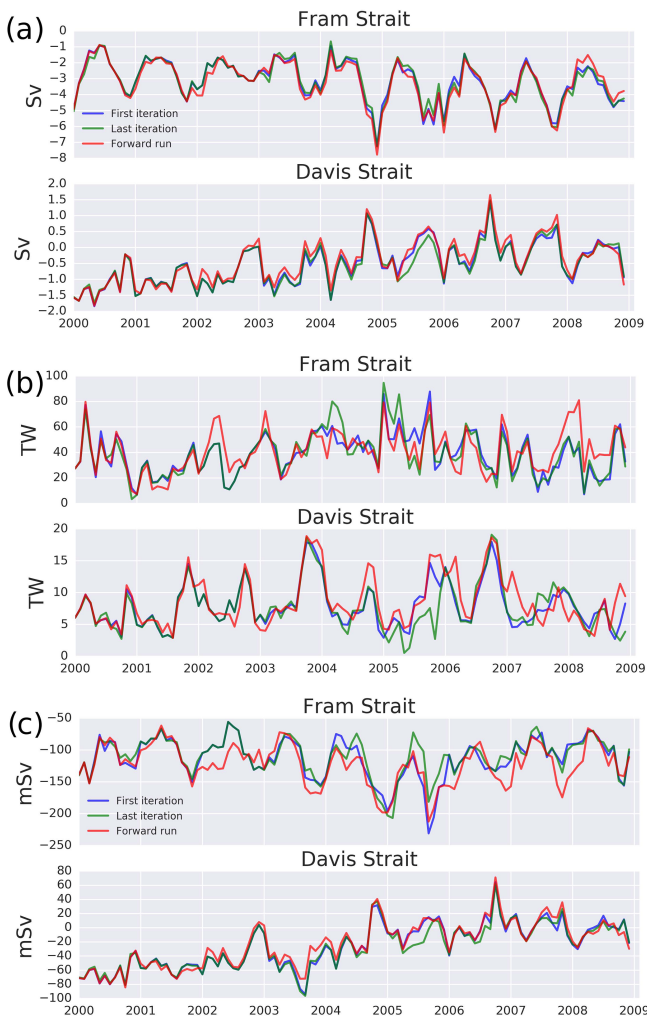 (a)
Fram Strait
Sv
0
−1
−2
−3
−4
−5
−6
−7
−8
First iteration
Last iteration
Forward run
Davis Strait
Sv
2.0
1.5
1.0
0.5
0.0
−0.5
−1.0
−1.5
−2.0
2000 2001 2002 2003 2004 2005 2006 2007 2008 2009
(b)
Fram Strait
TW
100
80
60
40
20
0
Davis Strait
TW
20
15
10
5
0
2000 2001 2002 2003 2004 2005 2006 2007 2008 2009
(c)
Fram Strait
mSv
−50
−100
−150
−200
−250
First iteration
Last iteration
Forward run
Davis Strait
mSv
80
60
40
20
0
−20
−40
−60
−80
−100
2000 2001 2002 2003 2004 2005 2006 2007 2008 2009